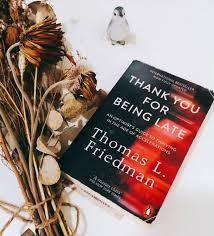 THANK YOU
FOR
BEING LATE
AN OPTIMIST'S GUIDE TO THRIVING
IN THE AGE OF ACCELERATIONS
Thomas L.
Friedman